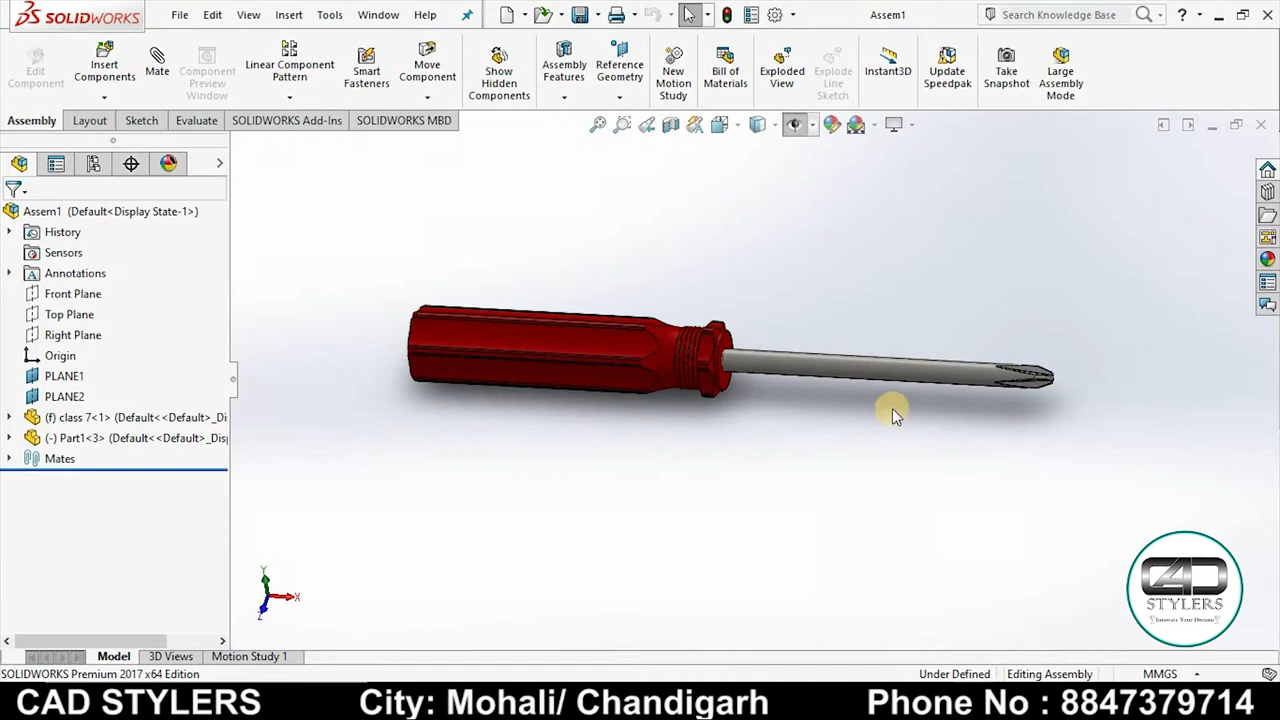 SOLIDWORKS
File Edit View Insert Tools Window Help
Assem1
Search Knowledge Base
Edit Component
Insert Components
Mate
Component Preview Window
Linear Component Pattern
Smart Fasteners
Move Component
Show Hidden Components
Assembly Features
Reference Geometry
New Motion Study
Bill of Materials
Exploded View
Explode Line Sketch
Instant3D
Update Speedpak
Take Snapshot
Large Assembly Mode
Assembly Layout Sketch Evaluate SOLIDWORKS Add-Ins SOLIDWORKS MBD
Assem1 (Default<Display State-1>)
History
Sensors
Annotations
Front Plane
Top Plane
Right Plane
Origin
PLANE1
PLANE2
(f) class 7<1> (Default<<Default>_Di
(-) Part1<3> (Default<<Default>_Disp
Mates
Y
X
Z
STYLERS
"Innovate Your Dreams"
Model 3D Views Motion Study 1
SOLIDWORKS Premium 2017 x64 Edition
Under Defined Editing Assembly MMGS
CAD STYLERS City: Mohali/ Chandigarh Phone No : 8847379714